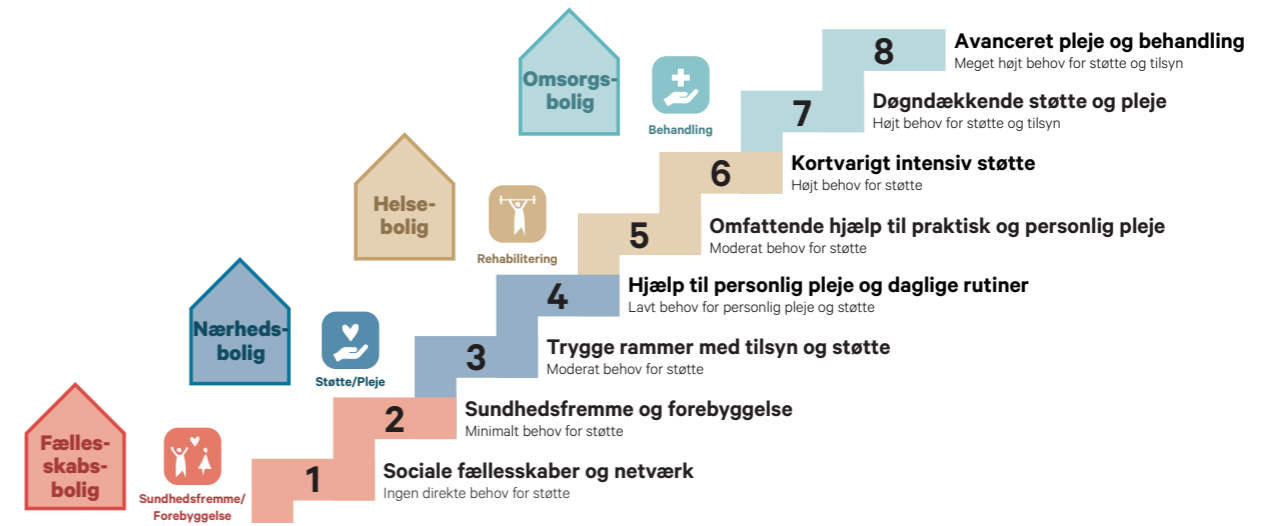 8
Avanceret pleje og behandling
Meget højt behov for støtte og tilsyn
Omsorgs-
bolig
Behandling
7
Døgndækkende støtte og pleje
Højt behov for støtte og tilsyn
6
Kortvarigt intensiv støtte
Højt behov for støtte
Helse-
bolig
Rehabilitering
5
Omfattende hjælp til praktisk og personlig pleje
Moderat behov for støtte
4
Hjælp til personlig pleje og daglige rutiner
Lavt behov for personlig pleje og støtte
Nærheds-
bolig
Støtte/Pleje
3
Trygge rammer med tilsyn og støtte
Moderat behov for støtte
2
Sundhedsfremme og forebyggelse
Minimalt behov for støtte
Fælles-
skabs-
bolig
Sundhedsfremme/
Forebyggelse
1
Sociale fællesskaber og netværk
Ingen direkte behov for støtte